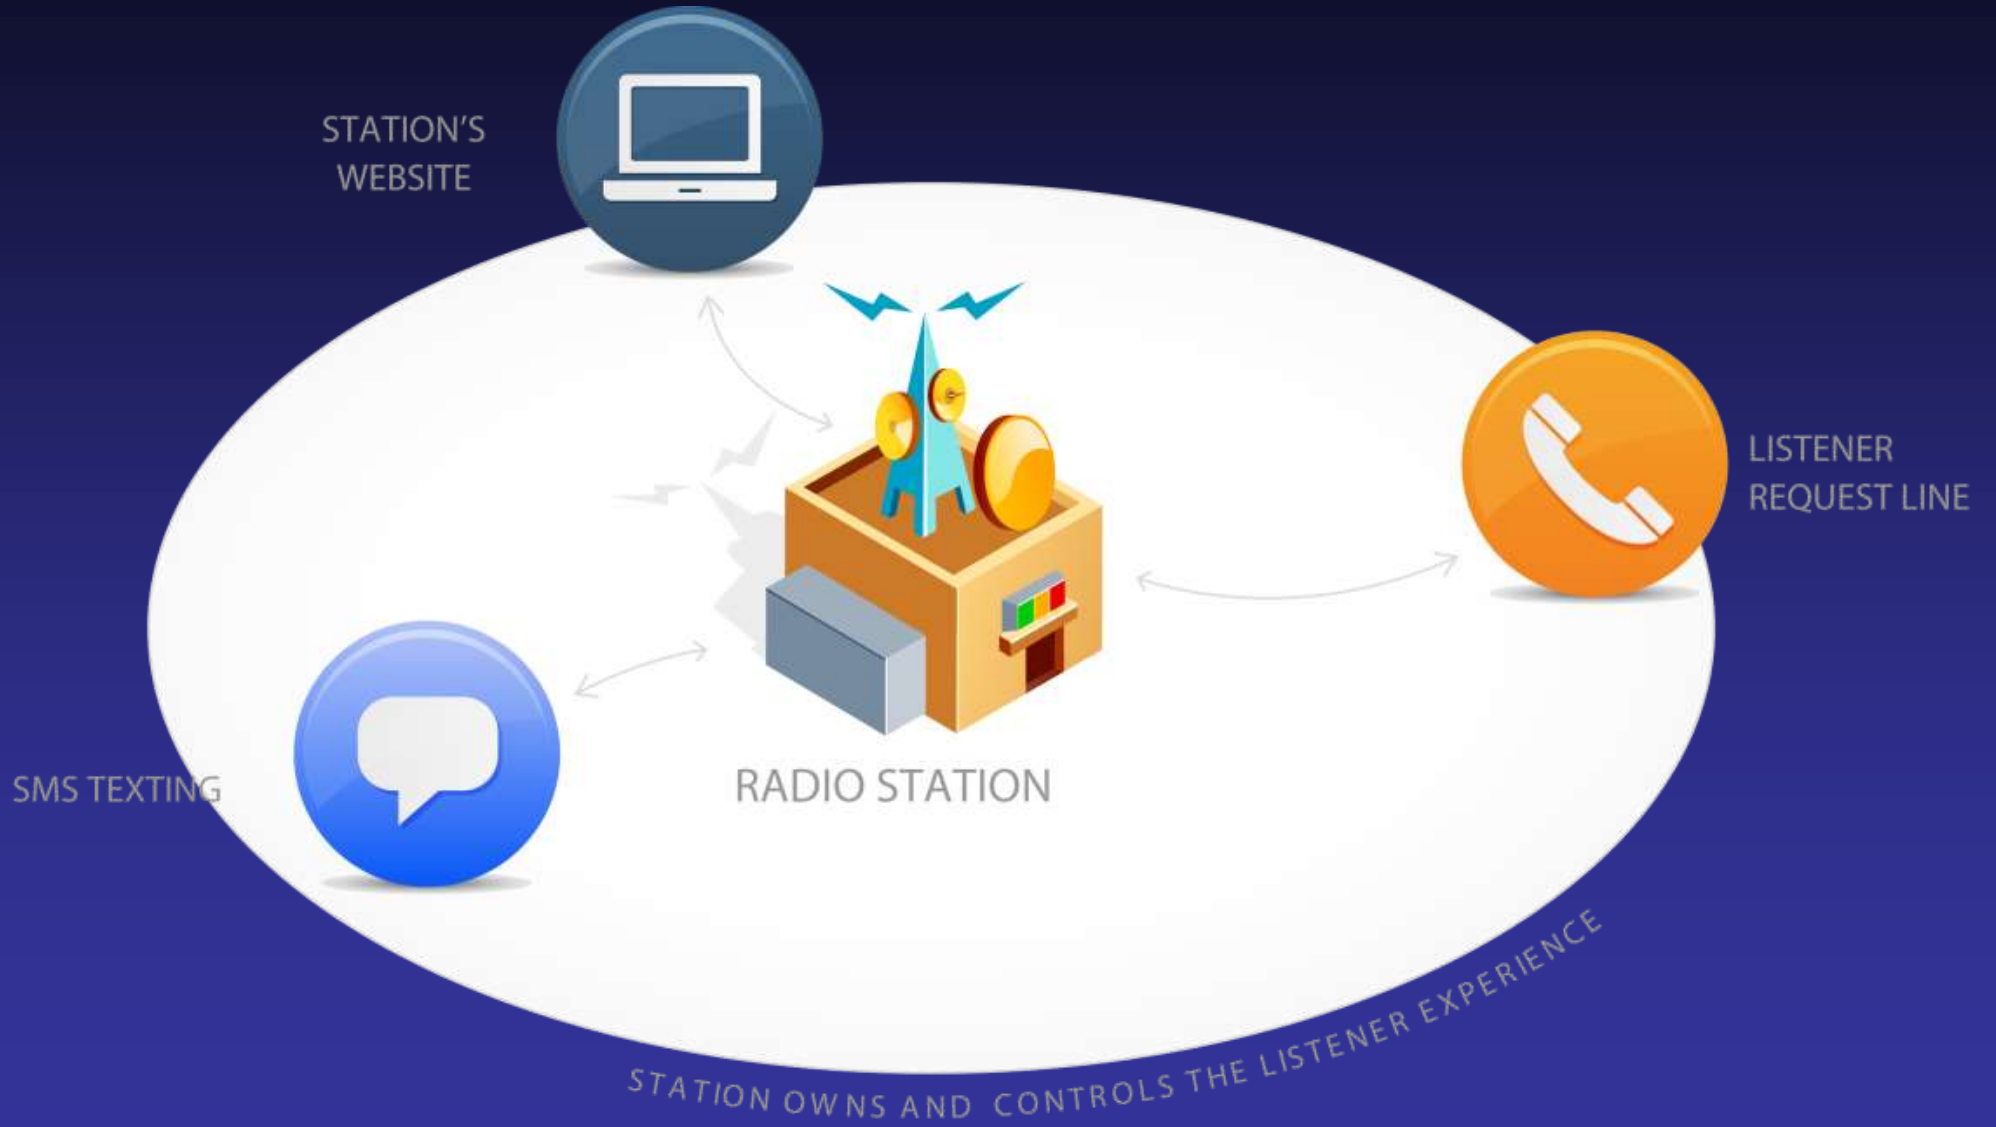 STATION'S
WEBSITE
LISTENER
REQUEST LINE
SMS TEXTING
RADIO STATION
STATION OWNS AND CONTROLS THE LISTENER EXPERIENCE